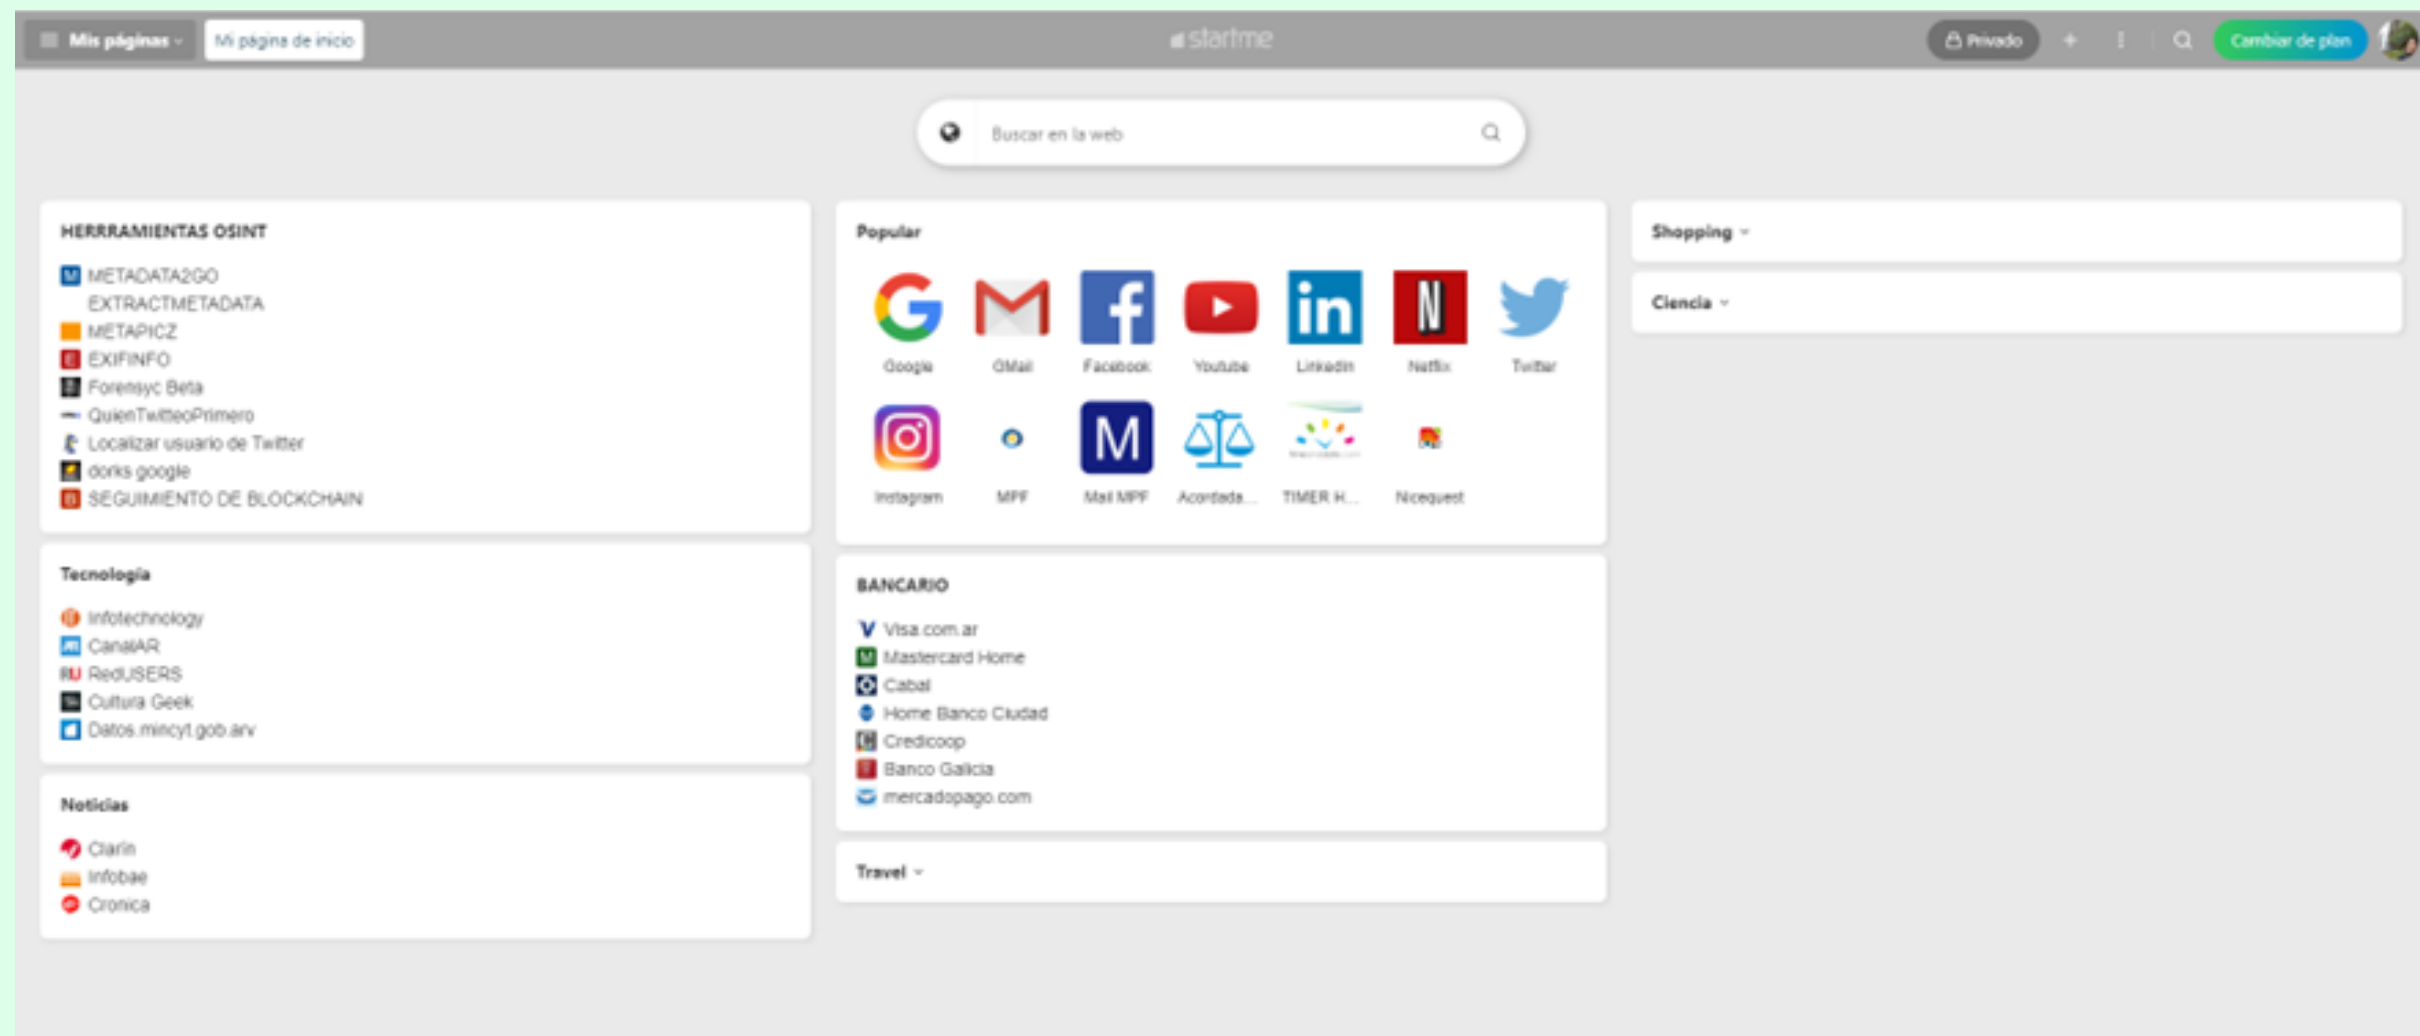 Mis páginas
Mi página de inicio
startme
Privado
Cambiar de plan
Buscar en la web
HERRRAMIENTAS OSINT
METADATA2GO
EXTRACTMETADATA
METAPICZ
EXIFINFO
Forensyc Beta
QuienTwitteoPrimero
Localizar usuario de Twitter
dorks google
SEGUIMIENTO DE BLOCKCHAIN
Tecnología
Infotechnology
CanalAR
RedUSERS
Cultura Geek
Datos.mincyt.gob.arv
Noticias
Clarín
Infobae
Cronica
Popular
Google GMail Facebook Youtube LinkedIn Netflix Twitter
Instagram MPF Mail MPF Acordada... TIMER H... Nicequest
BANCARIO
Visa.com.ar
Mastercard Home
Cabal
Home Banco Ciudad
Credicoop
Banco Galicia
mercadopago.com
Travel
Shopping
Ciencia